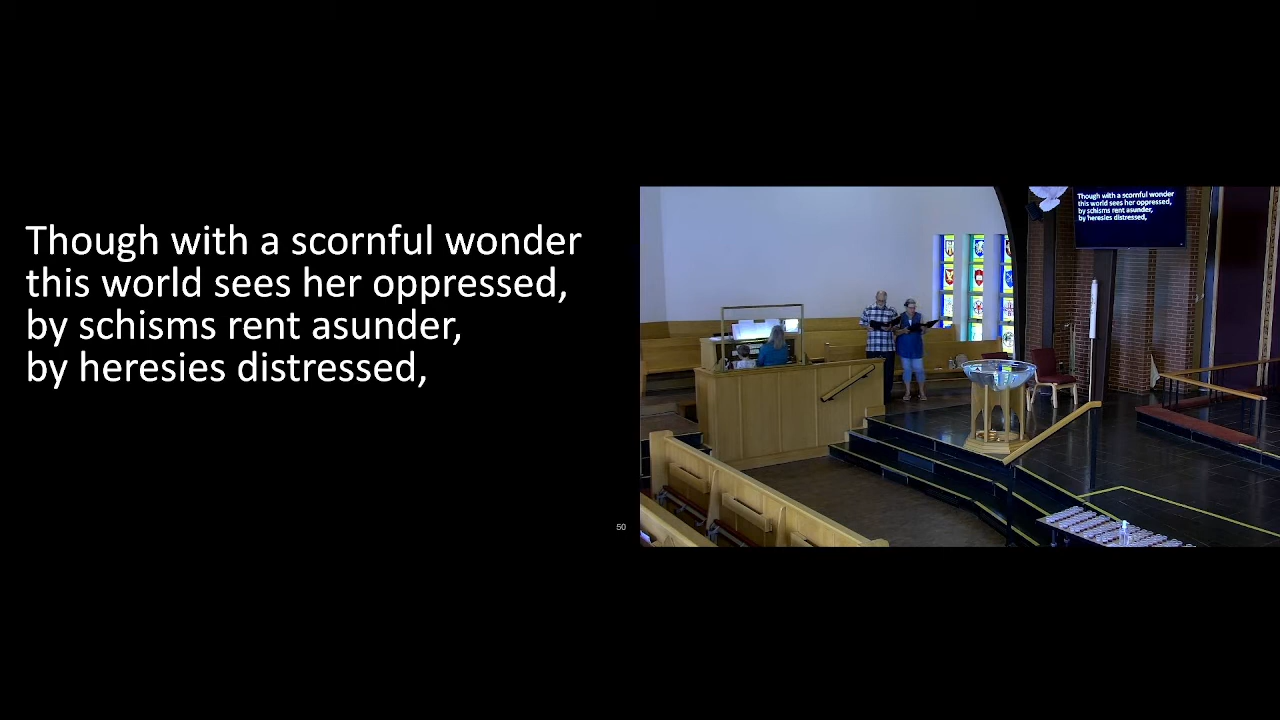 Though with a scornful wonder
this world sees her oppressed,
by schisms rent asunder,
by heresies distressed,
50
Though with a scornful wonder
this world sees her oppressed,
by schisms rent asunder,
by heresies distressed,